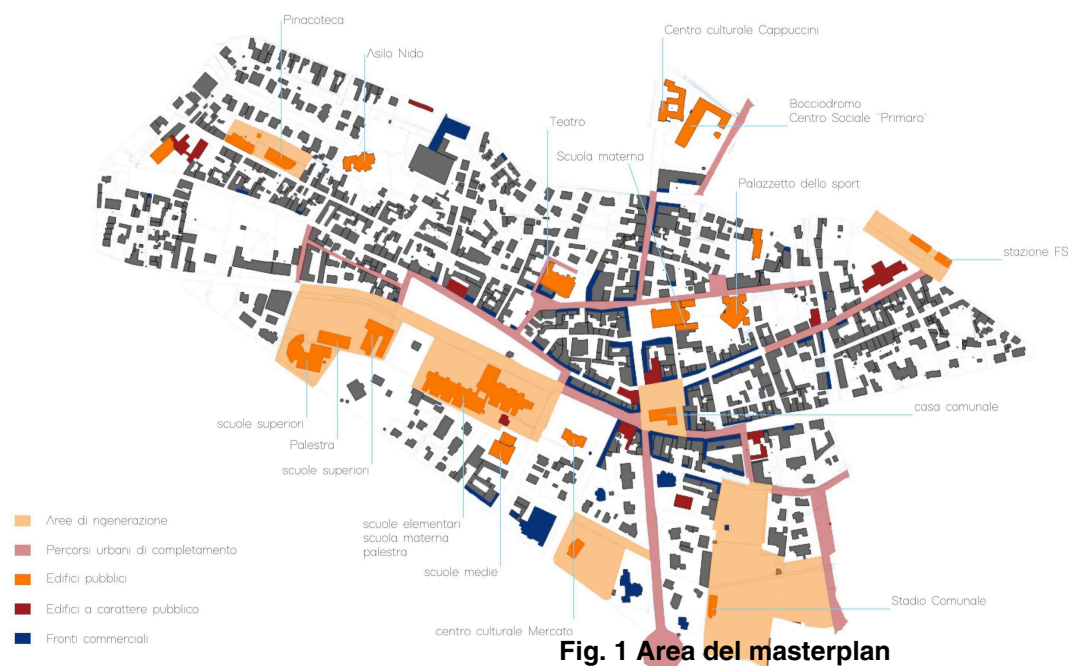 Pinacoteca
Asilo Nido
Centro culturale Cappuccini
Bocciodromo
Centro Sociale "Primaro"
Teatro
Scuola materna
Palazzetto dello sport
stazione FS
casa comunale
scuole superiori
Palestra
scuole superiori
scuole elementari
scuola materna
palestra
scuole medie
centro culturale Mercato
Stadio Comunale
Aree di rigenerazione
Percorsi urbani di completamento
Edifici pubblici
Edifici a carattere pubblico
Fronti commerciali
Fig. 1 Area del masterplan